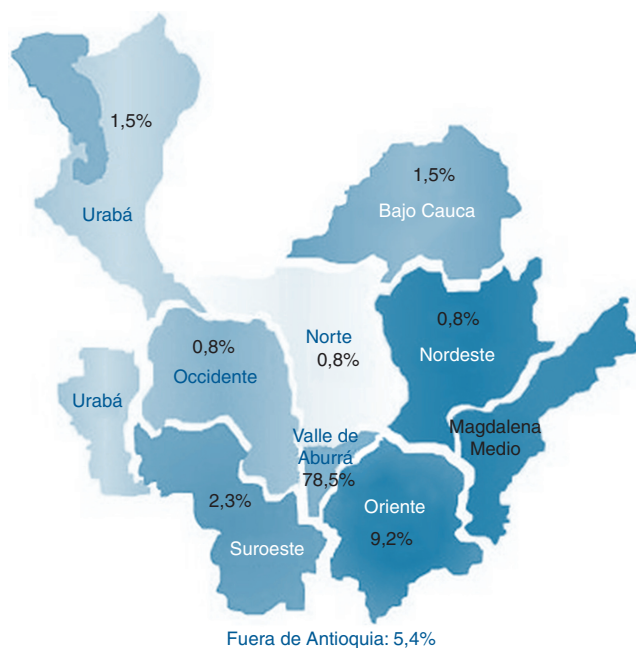 1,5%
Urabá
1,5%
Bajo Cauca
0,8%
Nordeste
Norte
0,8%
0,8%
Occidente
Urabá
Magdalena
Medio
Valle de
Aburrá
78,5%
2,3%
Suroeste
Oriente
9,2%
Fuera de Antioquia: 5,4%